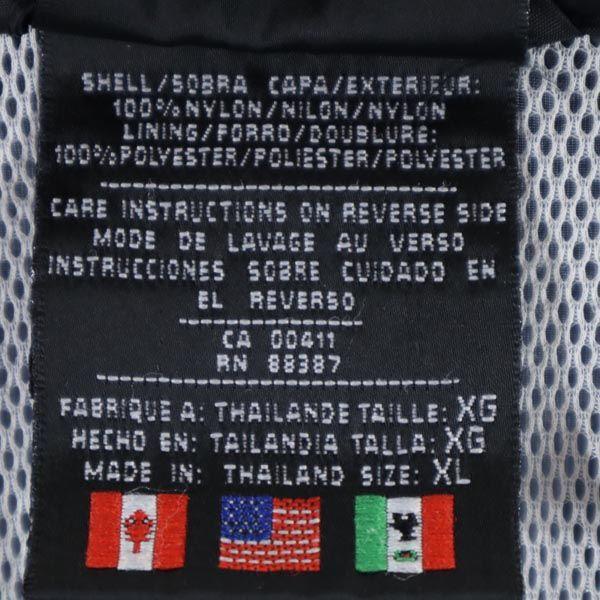 SHELL/SOBRA CAPA/EXTERIEUR:
100% NYLON/NILON/NYLON
LINING/FORRO/DOUBLURE:
100% POLYESTER/POLIESTER/POLYESTER
CARE INSTRUCTIONS ON REVERSE SIDE
MODE DE LAVAGE AU VERSO
INSTRUCCIONES SOBRE CUIDADO EN
EL REVERSO
CA 00411
RN 88387
FABRIQUE A: THAILANDE TAILLE: XG
HECHO EN: TAILANDIA TALLA: XG
MADE IN: THAILAND SIZE: XL